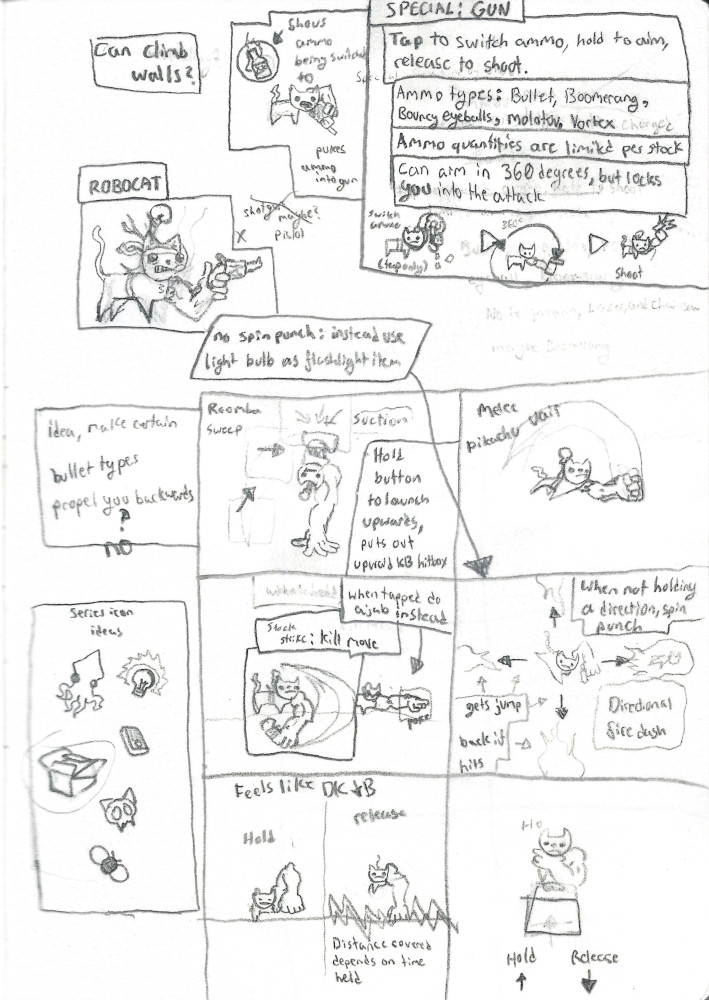 Can climb
walls?
Shows
ammo
being switched
to
pukes
ammo
into gun
SPECIAL: GUN
Tap to switch ammo, hold to aim,
release to shoot.
Ammo types: Bullet, Boomerang,
Bouncy eyeballs, molotov, Vortex
Ammo quantities are limited per stock
Can aim in 360 degrees, but locks
you into the attack
Switch
ammo
(tap only)
360°
shoot
ROBOCAT
shotgun maybe?
x Pistol
No spin punch: instead use
light bulb as flashlight item
idea, make certain
bullet types
propel you backwards
?
no
Roomba
sweep
Suction
Hold
button
to launch
upwards,
puts out
upward KB hitbox
Melee
pikachu Uair
when tapped do
a jab instead
strike: kill move
poke
When not holding
a direction, spin
punch
gets jump
back if
hits
Directional
fire dash
Series icon
ideas
Feels like DK ↓B
Hold
release
Distance covered
depends on time
held
Ho
Hold
Release